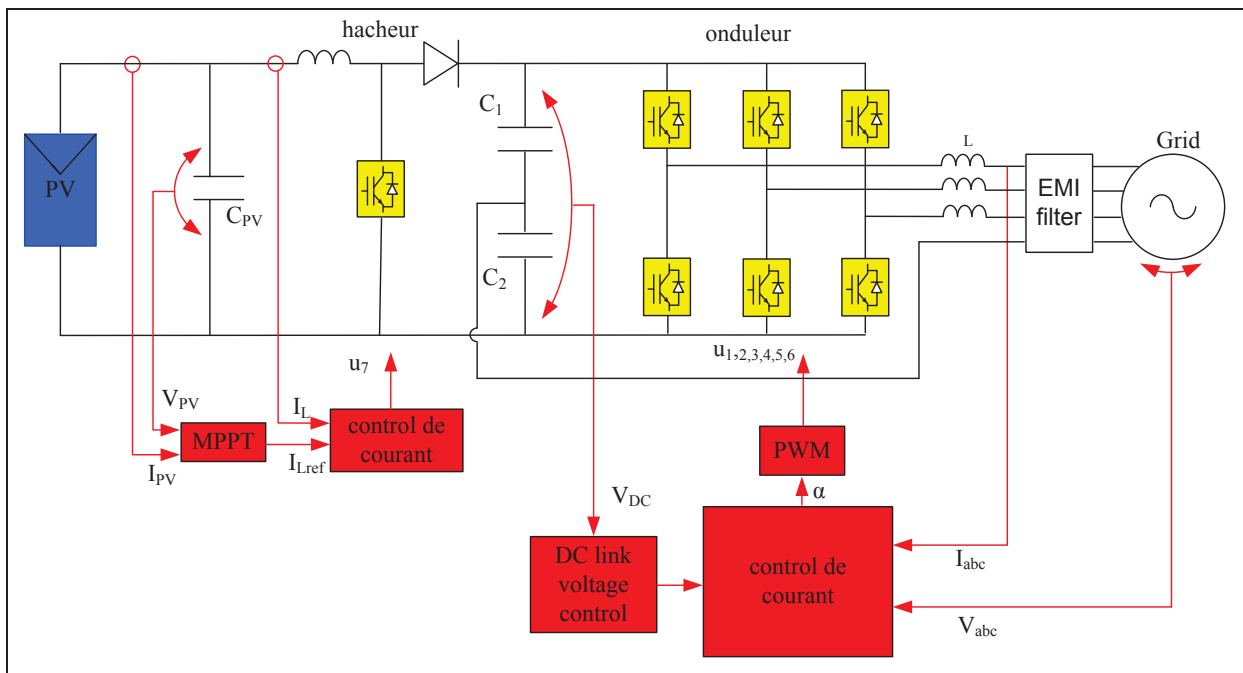 hacheur
onduleur
C1
L
Grid
PV
CPV
EMI
filter
C2
u7
u1,2,3,4,5,6
VPV
IL
MPPT
control de
courant
PWM
IPV
ILref
VDC
α
DC link
voltage
control
control de
courant
Iabc
Vabc